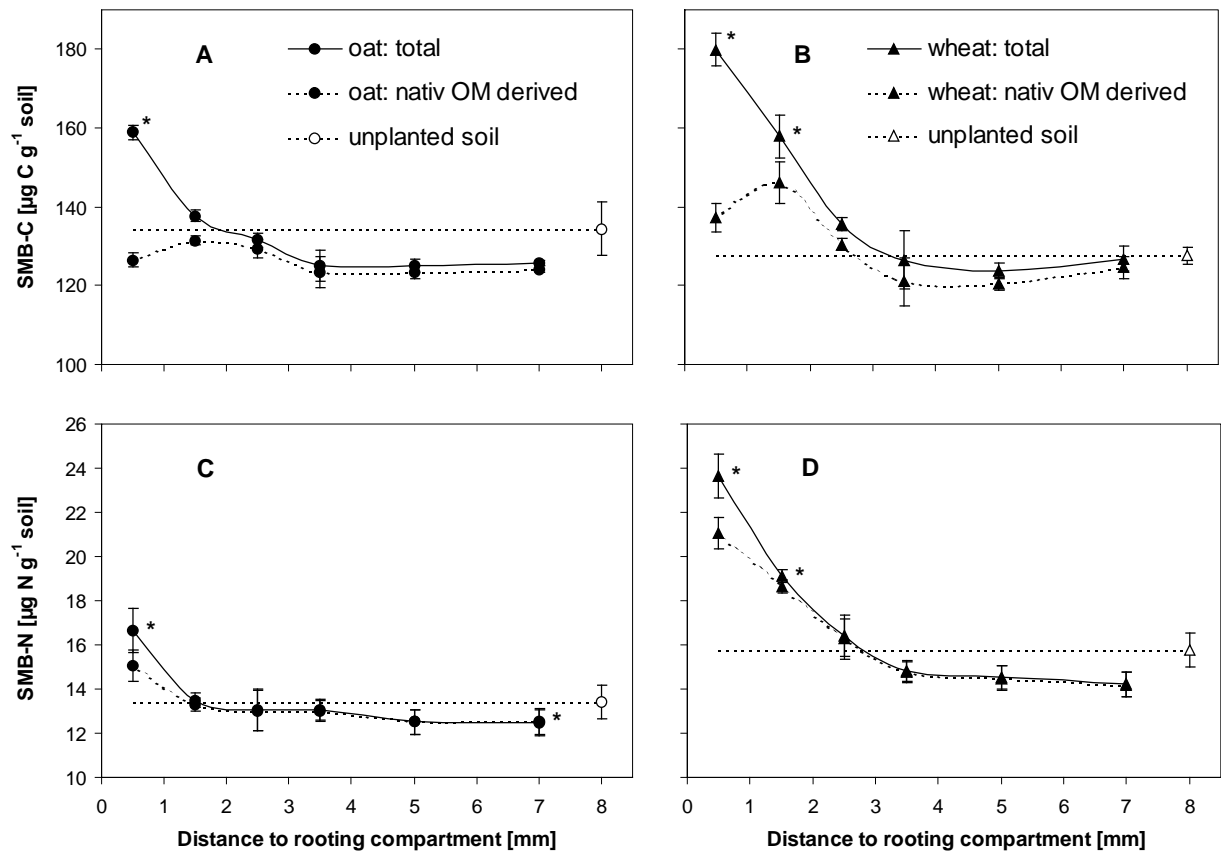 A
oat: total
oat: nativ OM derived
unplanted soil
*
180
160
140
120
100
SMB-C [µg C g⁻¹ soil]
B
wheat: total
wheat: nativ OM derived
unplanted soil
*
*
C
*
*
26
24
22
20
18
16
14
12
10
SMB-N [µg N g⁻¹ soil]
0 1 2 3 4 5 6 7 8
Distance to rooting compartment [mm]
D
*
*
0 1 2 3 4 5 6 7 8
Distance to rooting compartment [mm]